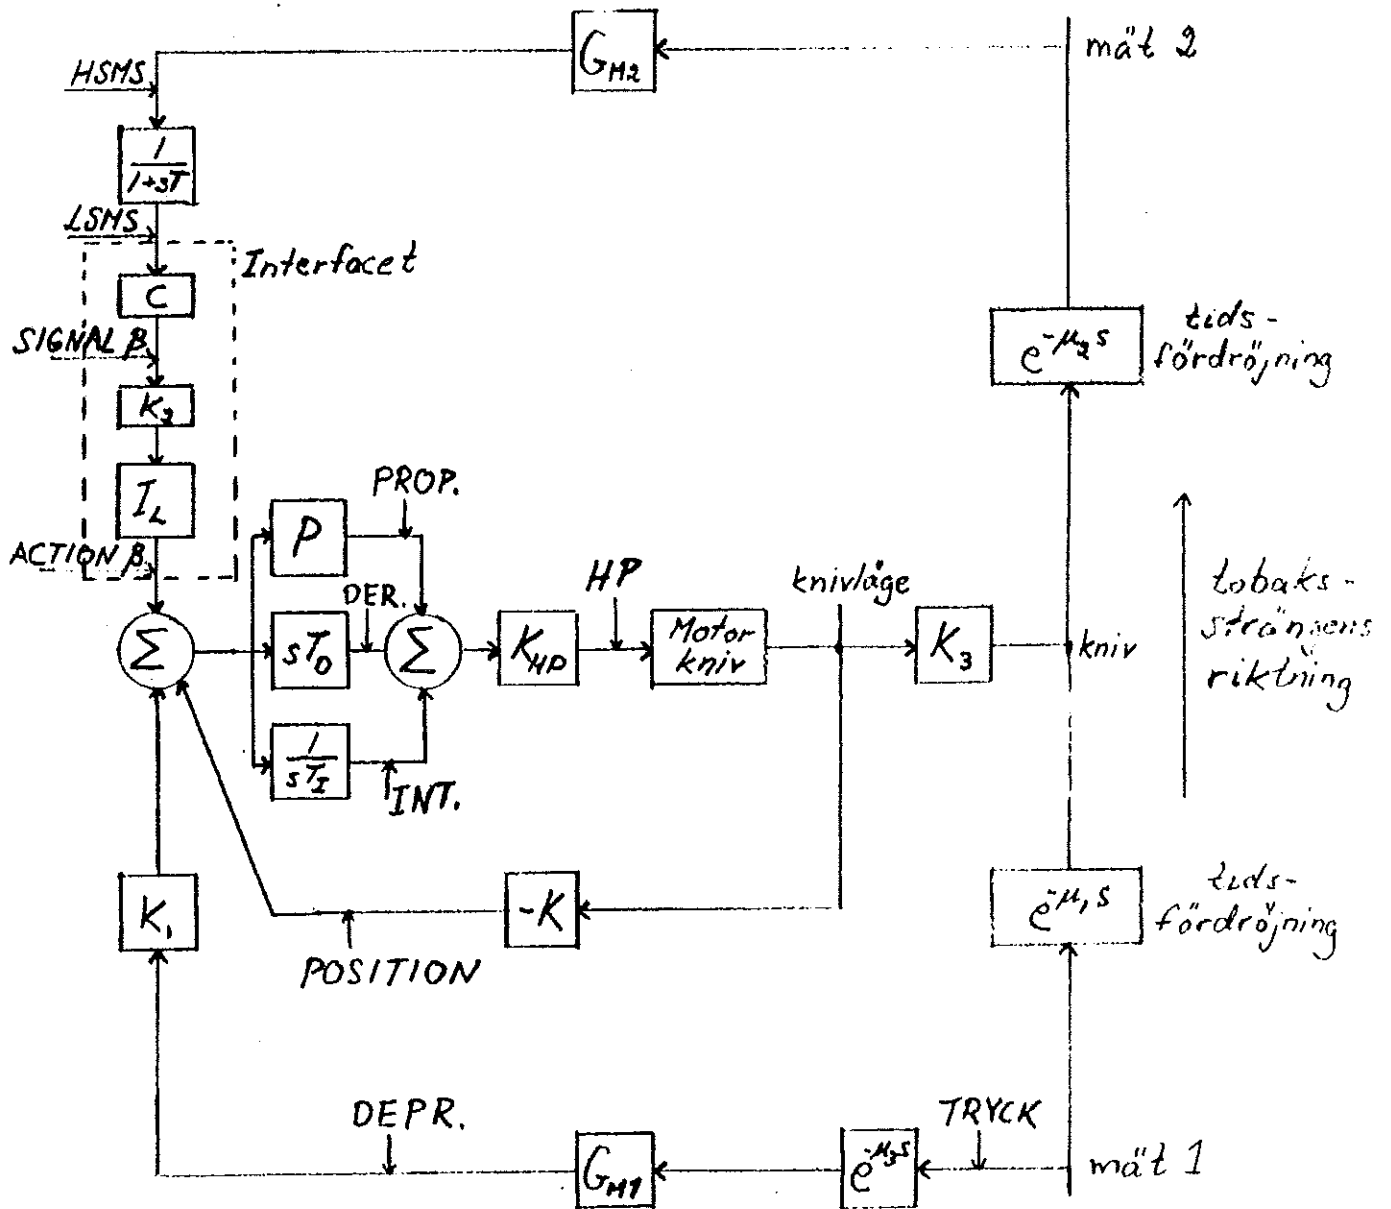 G_M2
mät 2
HSMS
1
1+sT
LSMS
Interfacet
C
SIGNAL β
K_2
I_L
ACTION β
tids-
fördröjning
e^-μ_2 s
P
PROP.
sT_D
DER.
1
sT_I
INT.
Σ
Σ
K_HP
HP
Motor
kniv
knivläge
K_3
kniv
tobaks-
strängens
riktning
K_1
-K
POSITION
e^-μ_1 s
tids-
fördröjning
DEPR.
G_M1
e^-μ_3 s
TRYCK
mät 1